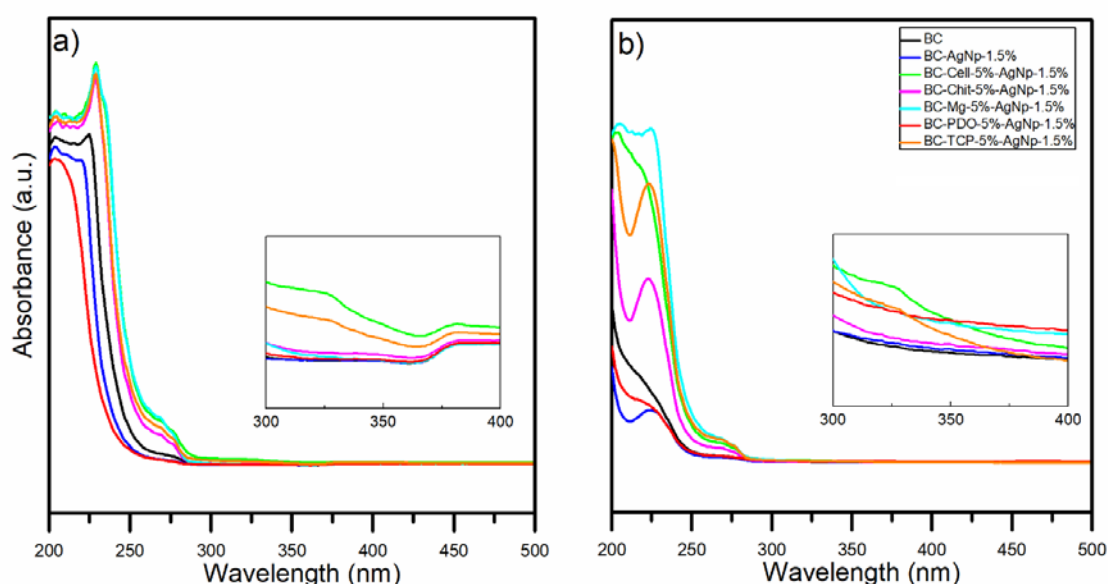 a)
Absorbance (a.u.)
300 350 400
200 250 300 350 400 450 500
Wavelength (nm)
b)
BC
BC-AgNp-1.5%
BC-Cell-5%-AgNp-1.5%
BC-Chit-5%-AgNp-1.5%
BC-Mg-5%-AgNp-1.5%
BC-PDO-5%-AgNp-1.5%
BC-TCP-5%-AgNp-1.5%
300 350 400
200 250 300 350 400 450 500
Wavelength (nm)